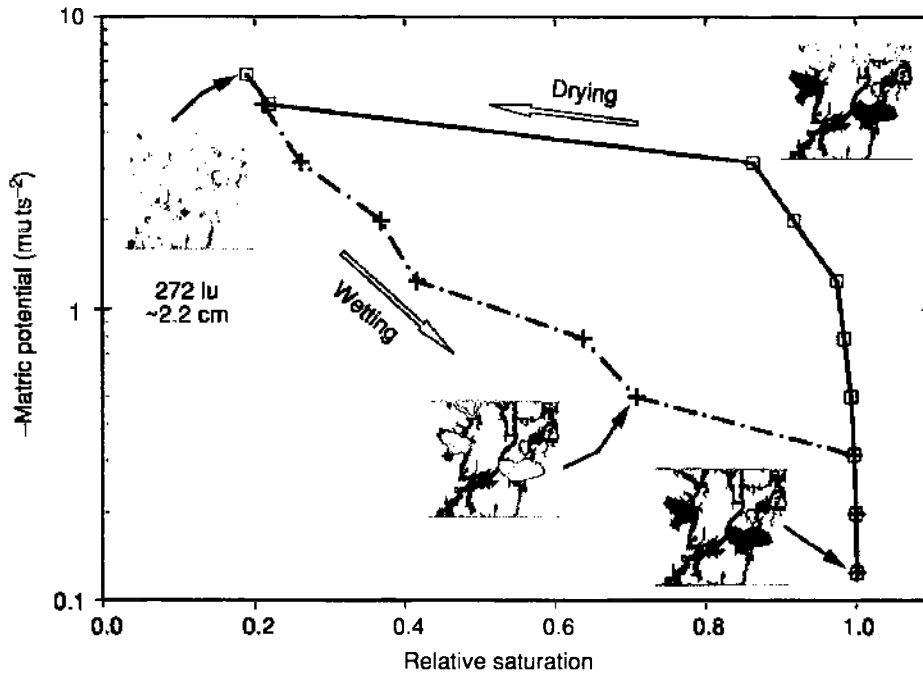 10
Drying
272 lu
~2.2 cm
1
Wetting
–Matric potential (mu ts⁻²)
0.1
0.0
0.2
0.4
0.6
0.8
1.0
Relative saturation